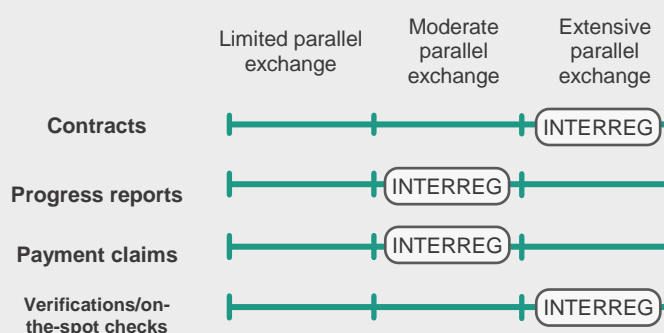 Limited parallel
exchange
Moderate
parallel
exchange
Extensive
parallel
exchange
Contracts
INTERREG
Progress reports
INTERREG
Payment claims
INTERREG
Verifications/on-
the-spot checks
INTERREG